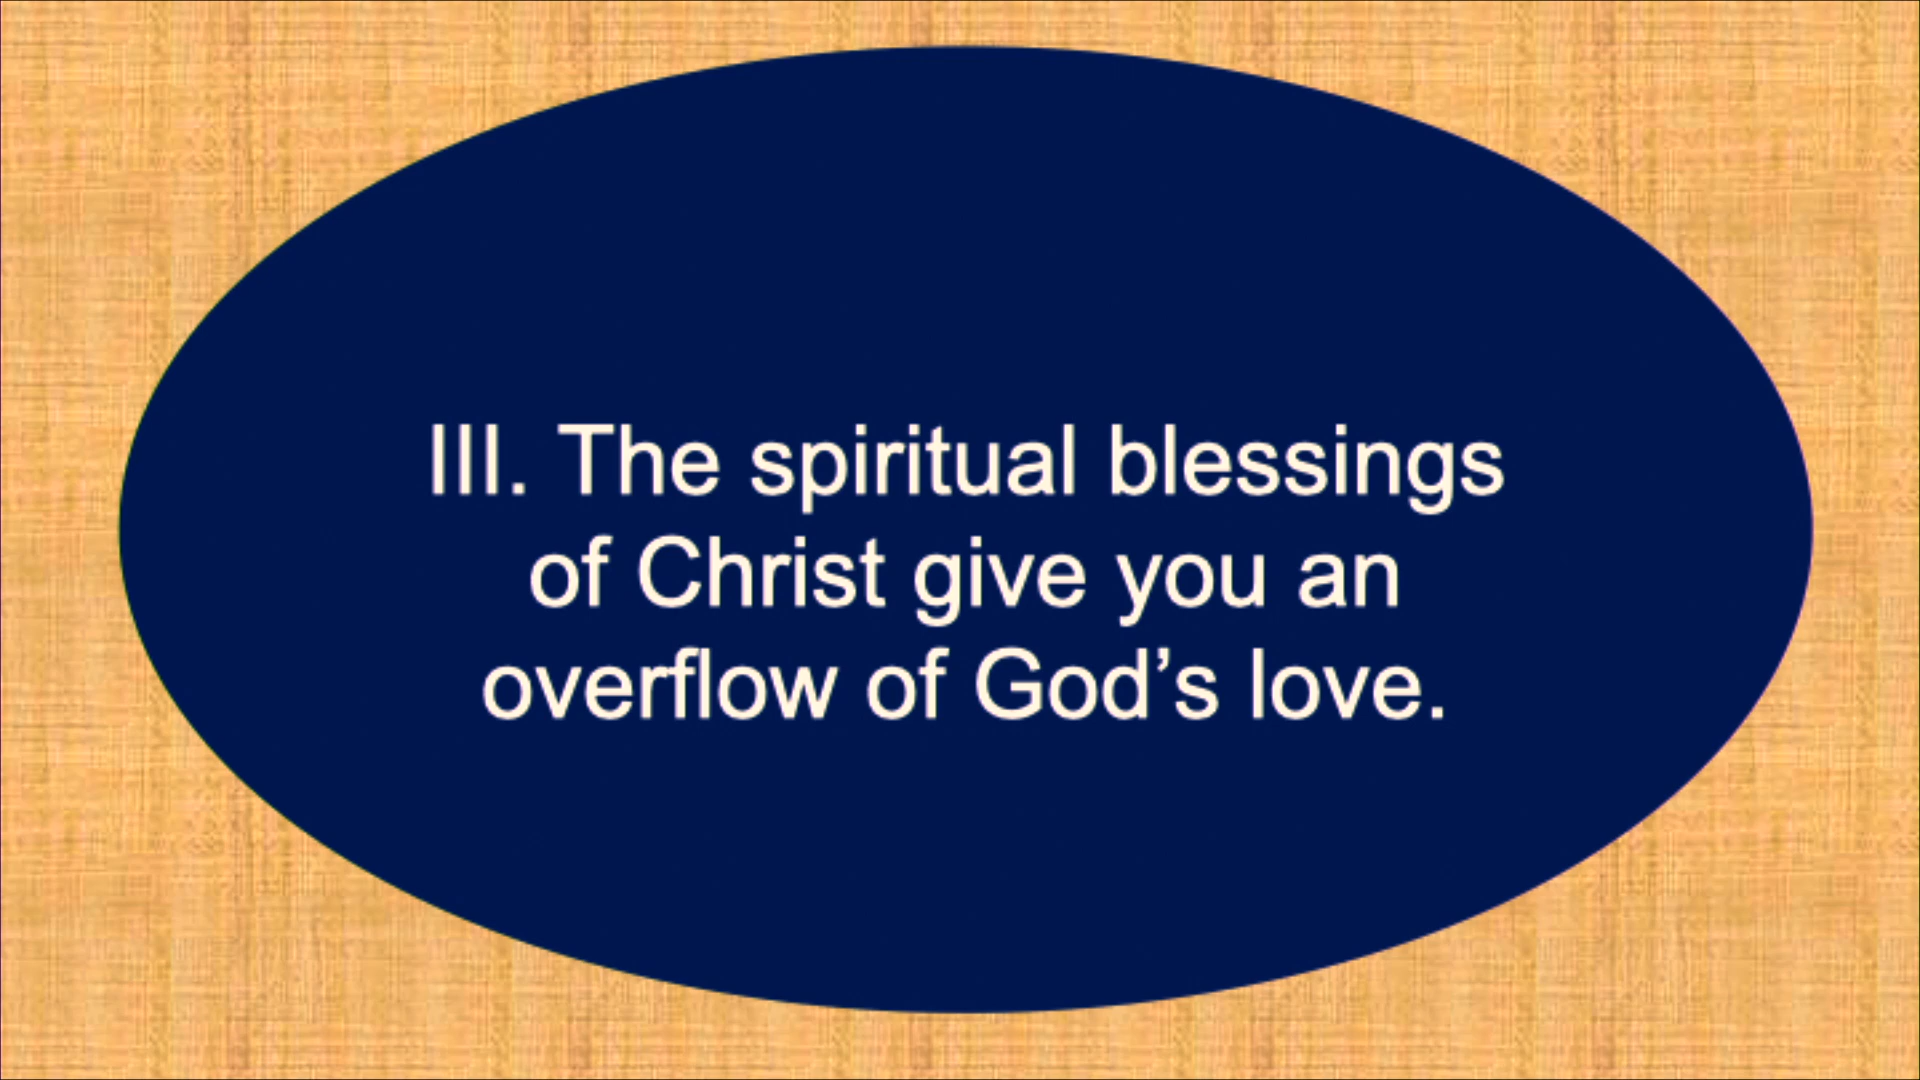 III. The spiritual blessings
of Christ give you an
overflow of God’s love.